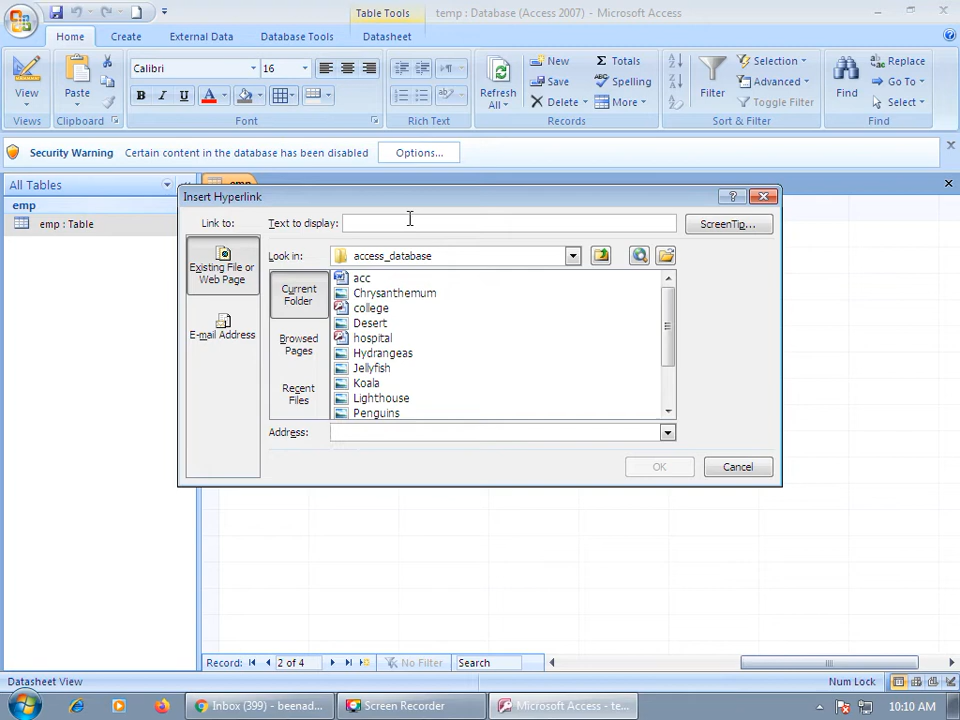 Table Tools
temp : Database (Access 2007) - Microsoft Access
Home
Create
External Data
Database Tools
Datasheet
View
Views
Paste
Clipboard
Calibri
16
B I U A
Font
Rich Text
Refresh
All
New
Save
Delete
Totals
Spelling
More
Records
Filter
Selection
Advanced
Toggle Filter
Sort & Filter
Find
Replace
Go To
Select
Find
Security Warning
Certain content in the database has been disabled
Options...
All Tables
emp
emp : Table
Insert Hyperlink
Link to:
Text to display:
ScreenTip...
Existing File or
Web Page
E-mail Address
Look in:
access_database
Current
Folder
Browsed
Pages
Recent
Files
acc
Chrysanthemum
college
Desert
hospital
Hydrangeas
Jellyfish
Koala
Lighthouse
Penguins
Address:
OK
Cancel
Record:
2 of 4
No Filter
Search
Datasheet View
Num Lock
Inbox (399) - beenad...
Screen Recorder
Microsoft Access - te...
10:10 AM